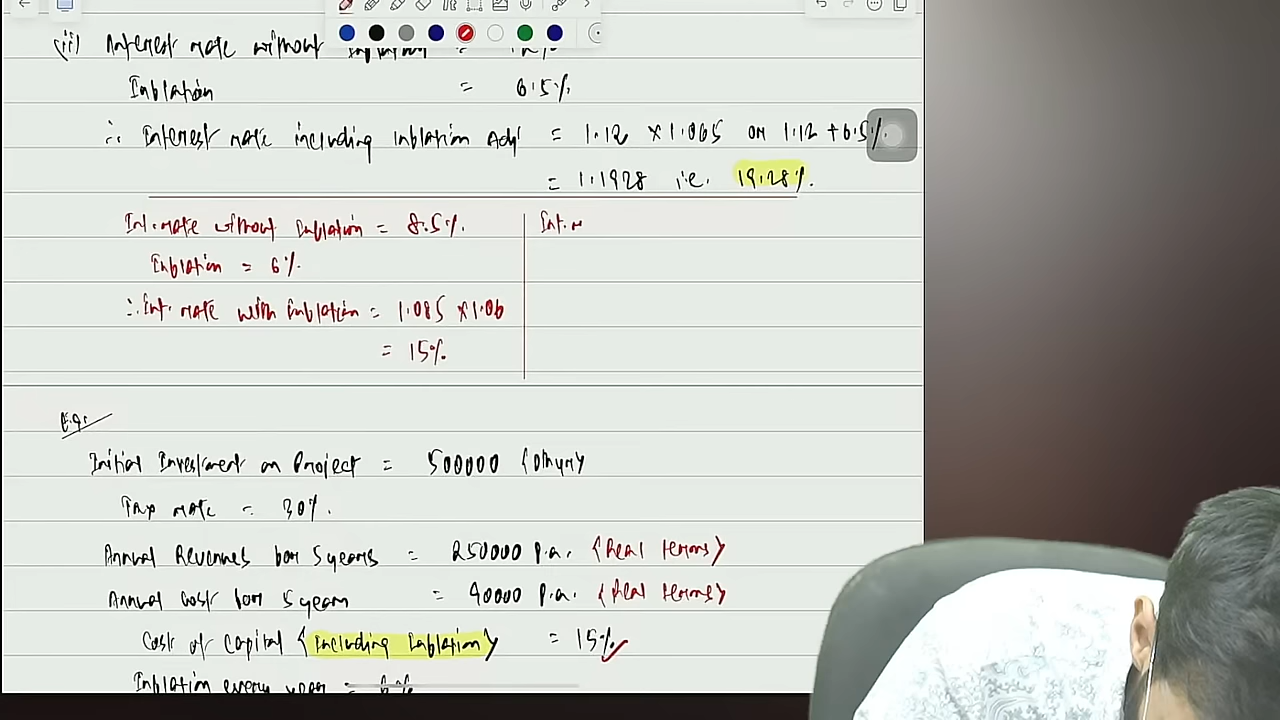 (ii) Interest rate without Inflation = 12%
Inflation = 6.5%
∴ Interest rate including Inflation Adj = 1.12 × 1.065 or 1.12 + 6.5%.
= 1.1928 i.e. 19.28%.
Int. rate without Inflation = 8.5%.
Inflation = 6%.
∴ Int. rate with Inflation = 1.085 × 1.06
= 15%
Int. r
E.g:
Initial Investment on Project = 500000
Tax rate = 30%.
Annual Revenues for 5 years = 250000 P.a. {Real terms}
Annual Cost for 5 years = 40000 P.a. {Real terms}
Cost of Capital {Including Inflation} = 15%
Inflation every year = 6%